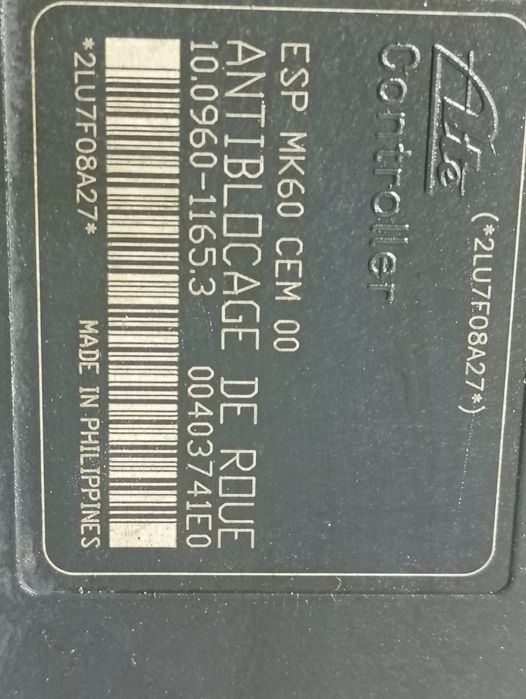 Ate
Controller
(*2LU7F08A27*)
ESP MK60 CEM 00
ANTIBLOCAGE DE ROUE
10.0960-1165.3 00403741E0
*2LU7F08A27* MADE IN PHILIPPINES